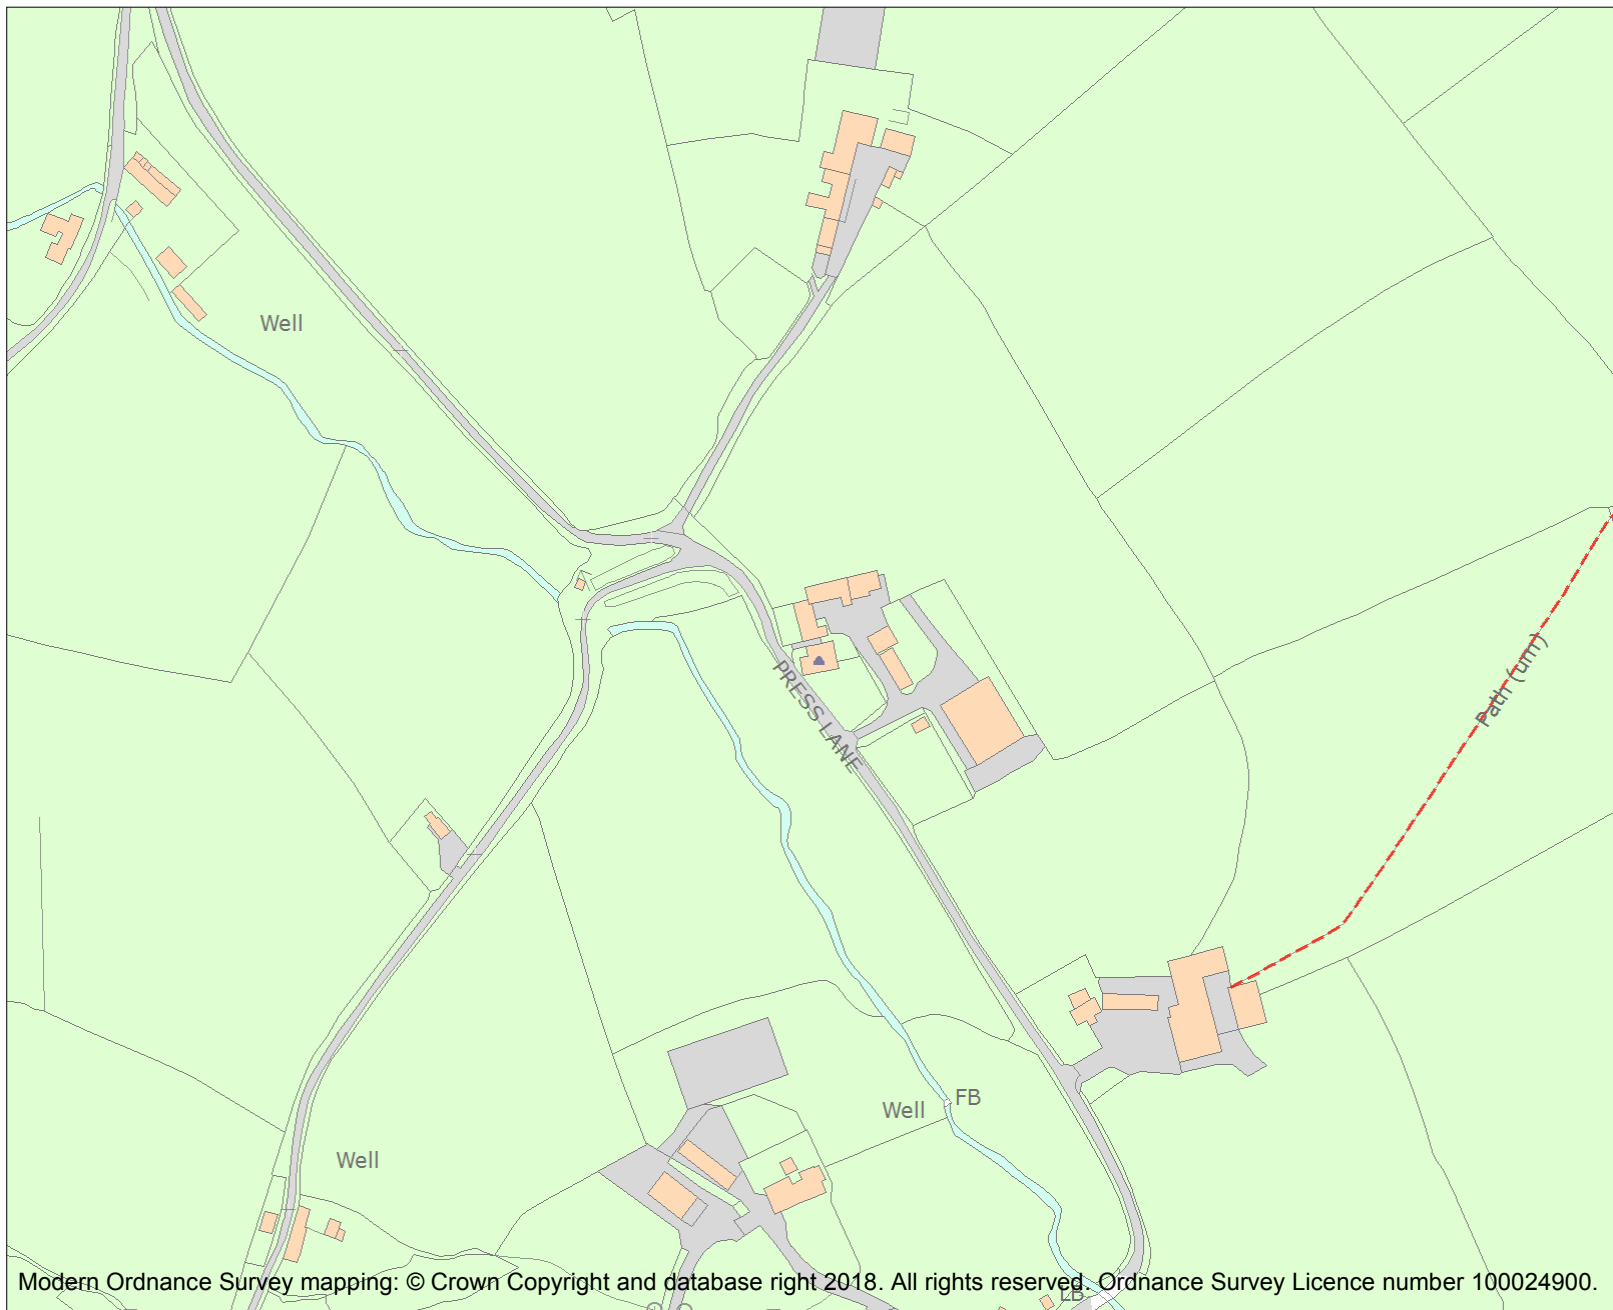 Well
Path (um)
PRESS LANE
FB
Well
Well
LB
Modern Ordnance Survey mapping: © Crown Copyright and database right 2018. All rights reserved. Ordnance Survey Licence number 100024900.